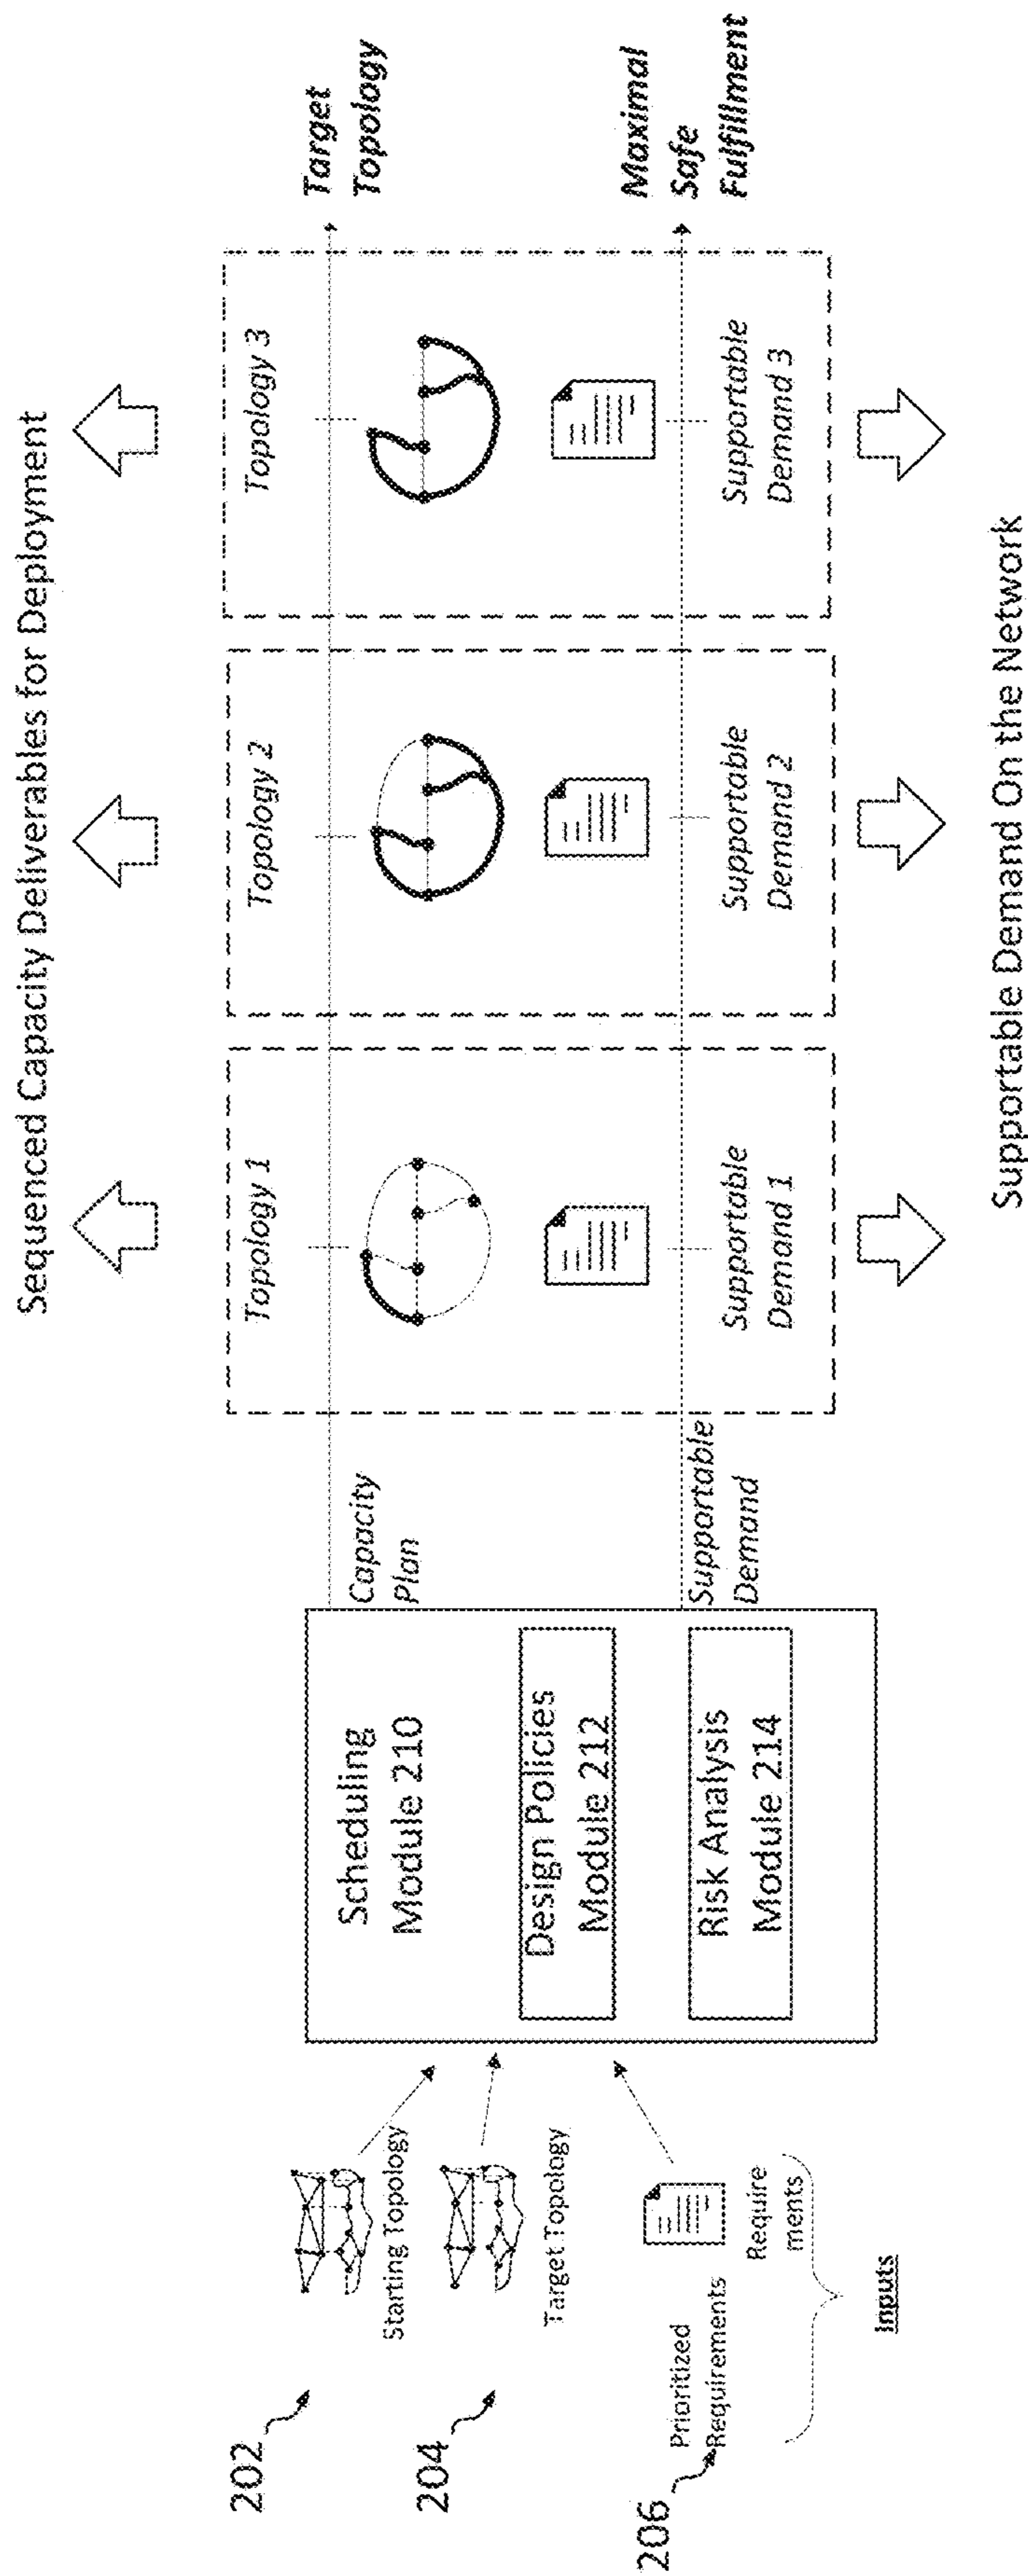 Sequenced Capacity Deliverables for Deployment
202
Starting Topology
204
Target Topology
206
Prioritized
Requirements
Require
ments
Inputs
Scheduling
Module 210
Design Policies
Module 212
Risk Analysis
Module 214
Capacity
Plan
Supportable
Demand
Topology 1
Supportable
Demand 1
Topology 2
Supportable
Demand 2
Topology 3
Supportable
Demand 3
Target
Topology
Maximal
Safe
Fulfillment
Supportable Demand On the Network